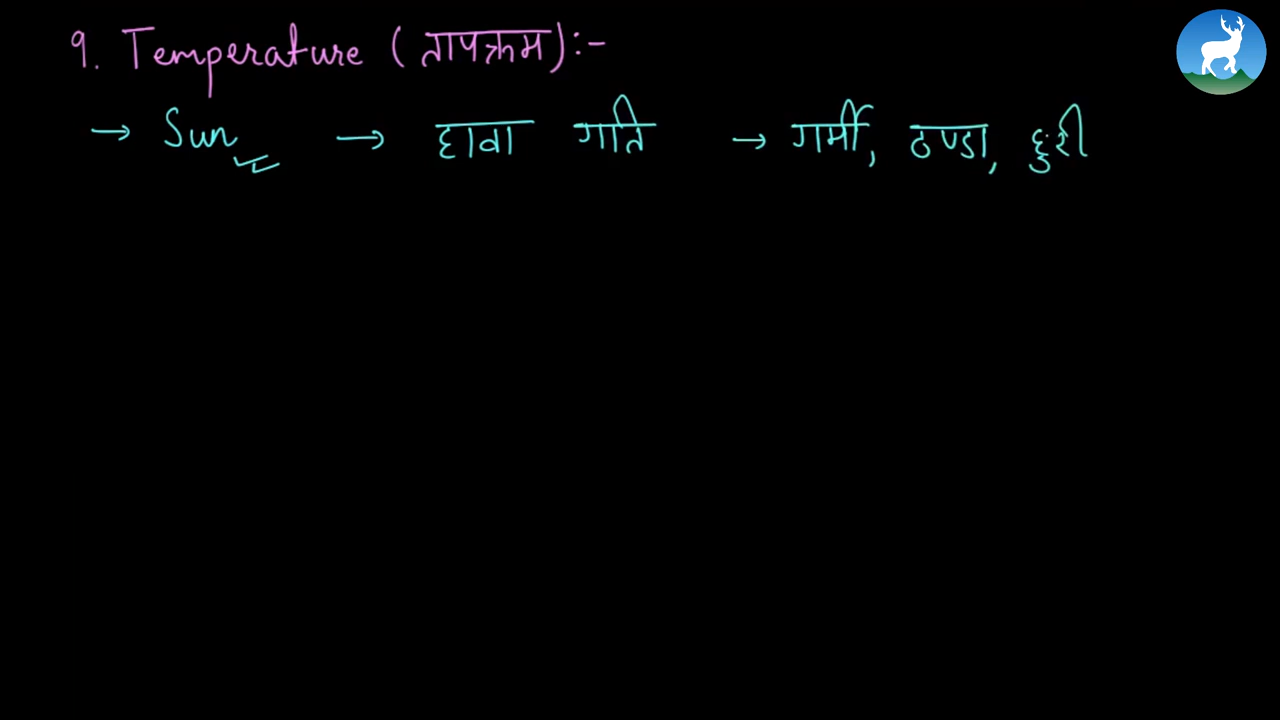 9. Temperature (तापक्रम):-
→ Sun → हावा गति → गर्मी, ठण्डा,